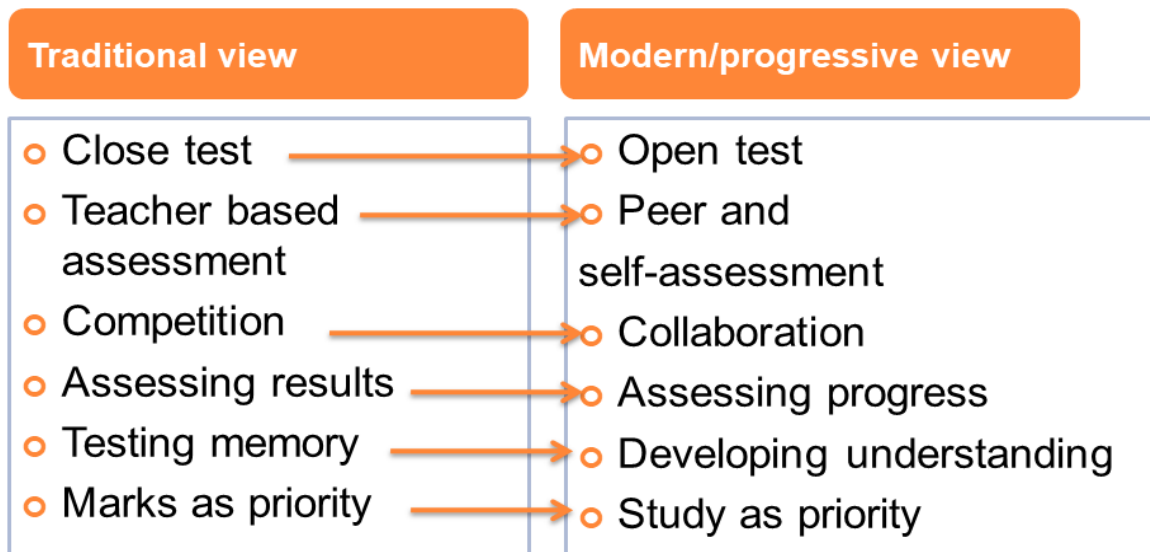 Traditional view
Close test
Teacher based
assessment
Competition
Assessing results
Testing memory
Marks as priority
Modern/progressive view
Open test
Peer and
self-assessment
Collaboration
Assessing progress
Developing understanding
Study as priority